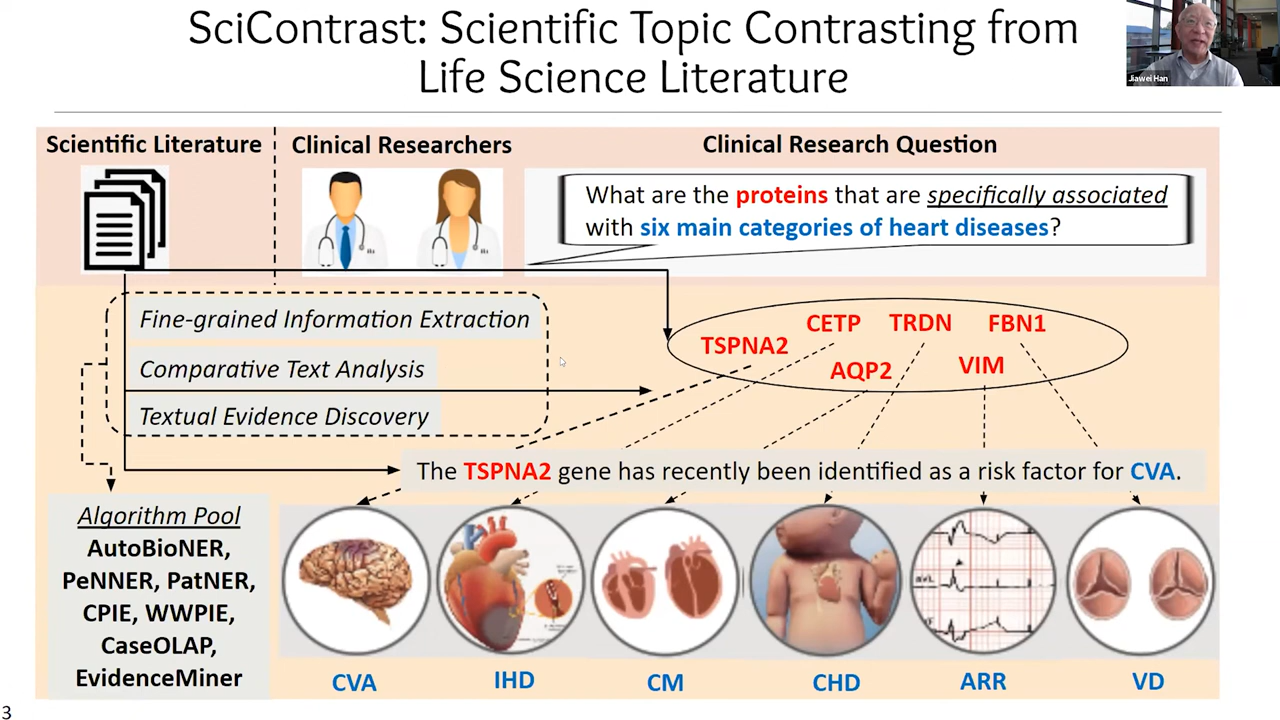 SciContrast: Scientific Topic Contrasting from
Life Science Literature
Jiawei Han
Scientific Literature
Clinical Researchers
Clinical Research Question
What are the proteins that are specifically associated
with six main categories of heart diseases?
Fine-grained Information Extraction
Comparative Text Analysis
Textual Evidence Discovery
CETP
TRDN
FBN1
TSPNA2
AQP2
VIM
The TSPNA2 gene has recently been identified as a risk factor for CVA.
Algorithm Pool
AutoBioNER,
PeNNER, PatNER,
CPIE, WWPIE,
CaseOLAP,
EvidenceMiner
CVA
IHD
CM
CHD
ARR
VD
3